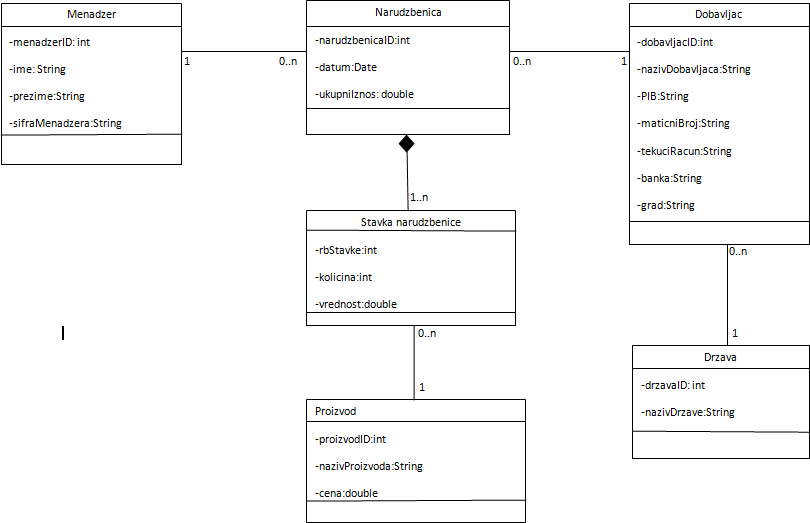 Menadzer
-menadzerID: int
-ime: String
-prezime:String
-sifraMenadzera:String
1
0..n
Narudzbenica
-narudzbenicaID:int
-datum:Date
-ukupniIznos: double
0..n
1
Dobavljac
-dobavljacID:int
-nazivDobavljaca:String
-PIB:String
-maticniBroj:String
-tekuciRacun:String
-banka:String
-grad:String
1..n
Stavka narudzbenice
-rbStavke:int
-kolicina:int
-vrednost:double
0..n
1
Proizvod
-proizvodID:int
-nazivProizvoda:String
-cena:double
0..n
1
Drzava
-drzavaID: int
-nazivDrzave:String